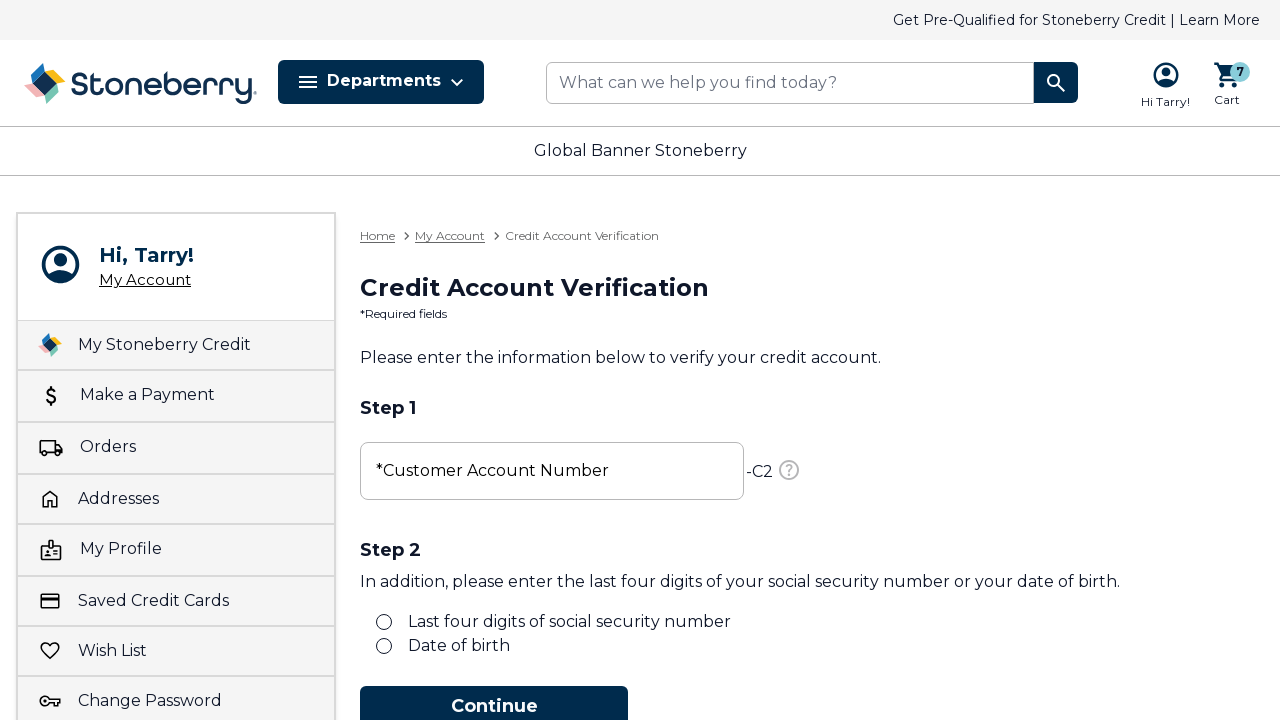 Get Pre-Qualified for Stoneberry Credit | Learn More
Stoneberry.
Departments
What can we help you find today?
Hi Tarry!
7
Cart
Global Banner Stoneberry
Hi, Tarry!
My Account
My Stoneberry Credit
Make a Payment
Orders
Addresses
My Profile
Saved Credit Cards
Wish List
Change Password
Home > My Account > Credit Account Verification
Credit Account Verification
*Required fields
Please enter the information below to verify your credit account.
Step 1
*Customer Account Number -C2 ?
Step 2
In addition, please enter the last four digits of your social security number or your date of birth.
Last four digits of social security number
Date of birth
Continue